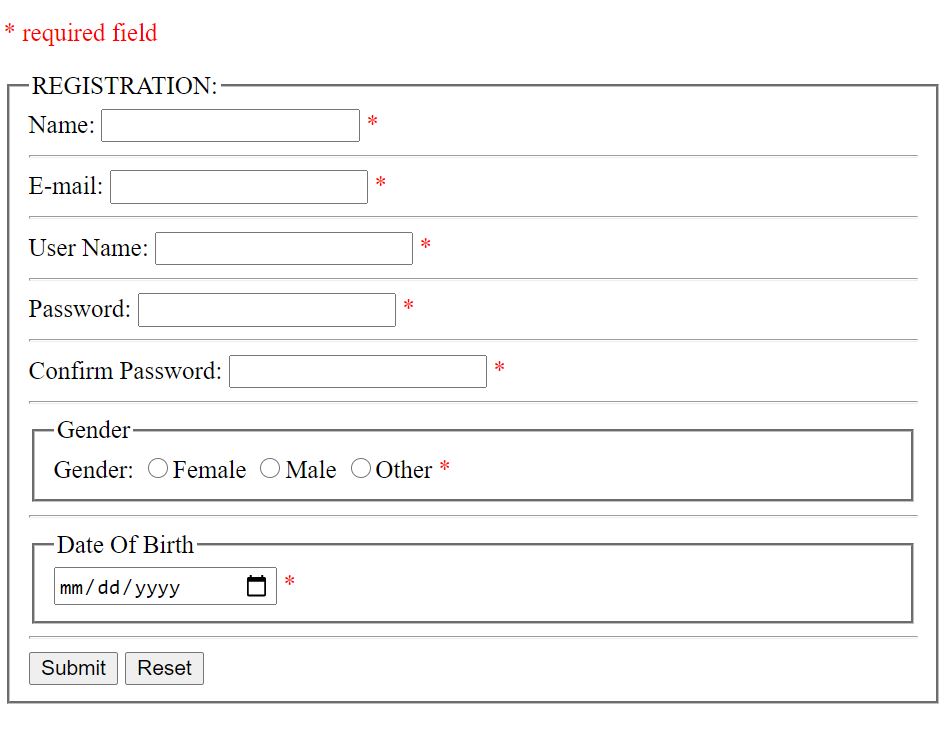 * required field
REGISTRATION:
Name: *
E-mail: *
User Name: *
Password: *
Confirm Password: *
Gender
Gender: Female Male Other *
Date Of Birth
mm/dd/yyyy *
Submit Reset